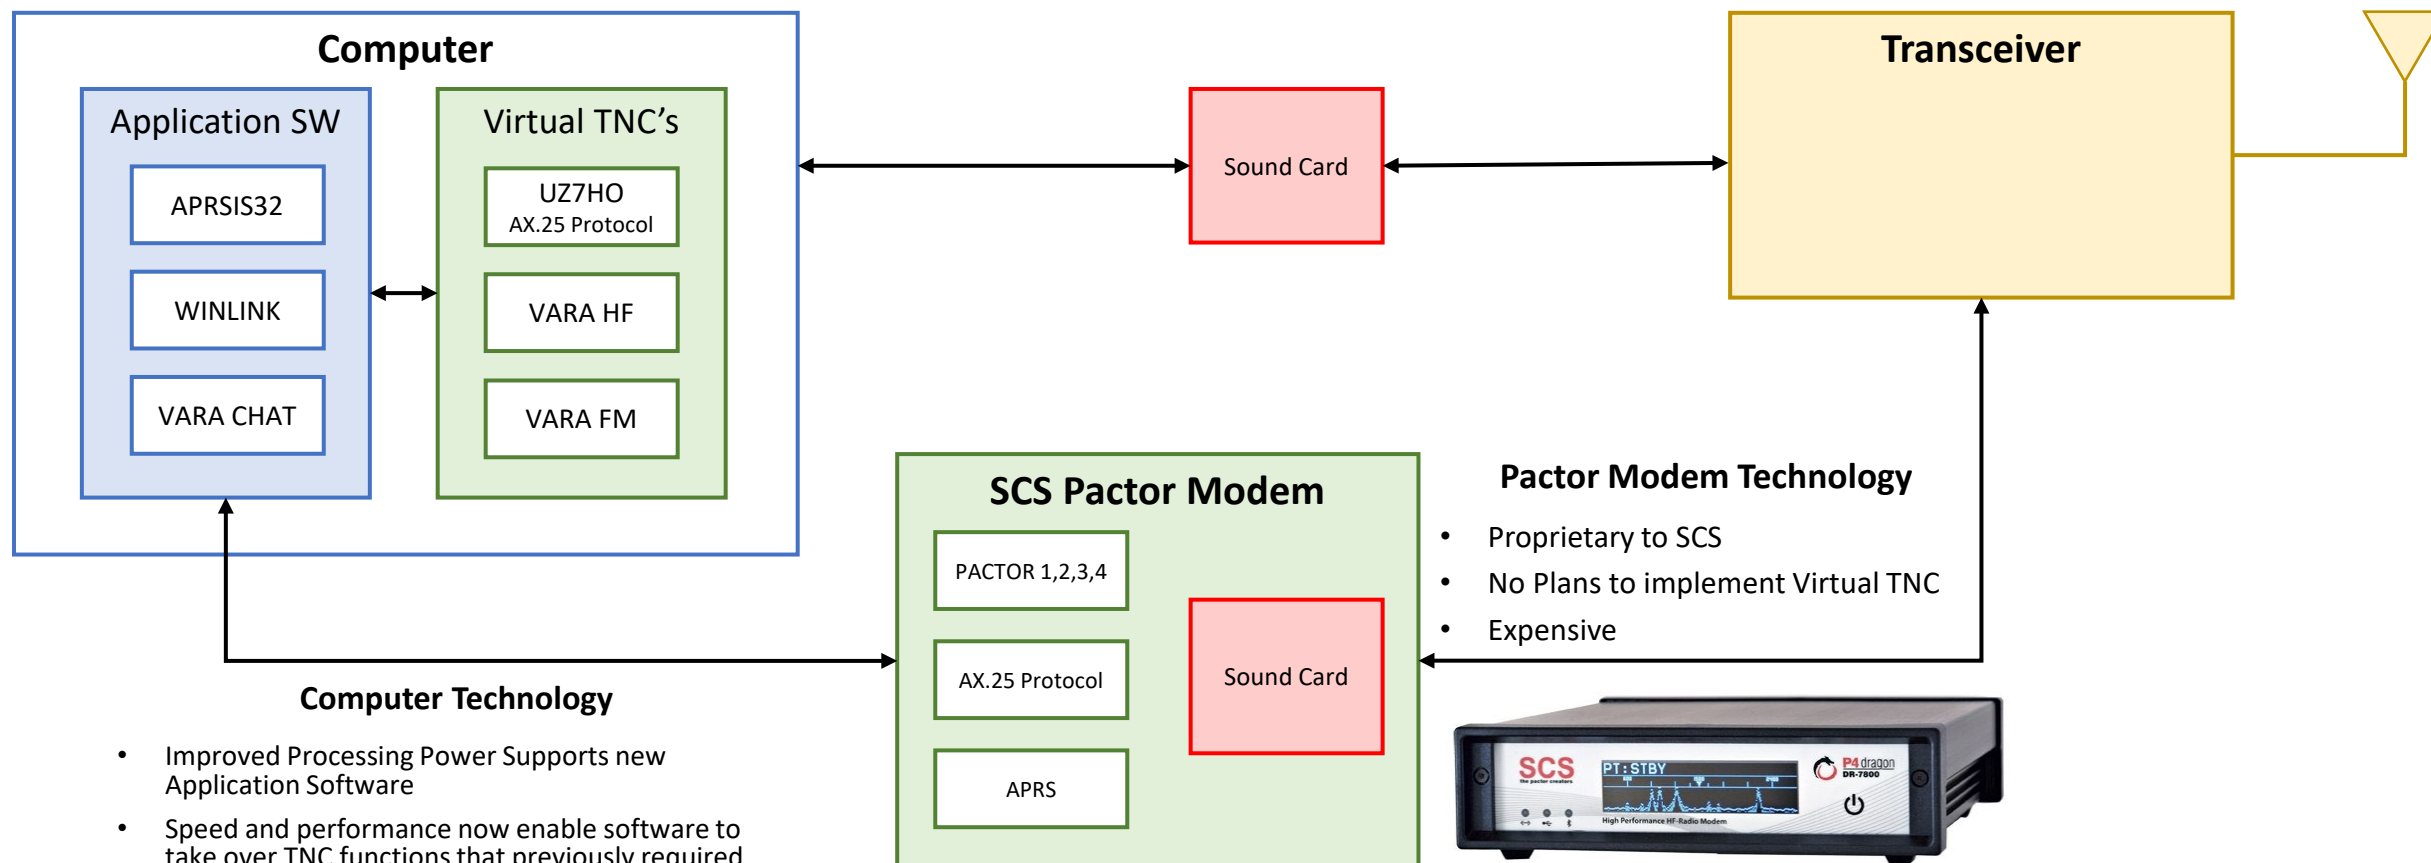 Computer
Application SW
APRSIS32
WINLINK
VARA CHAT
Virtual TNC’s
UZ7HO
AX.25 Protocol
VARA HF
VARA FM
Sound Card
Transceiver
SCS Pactor Modem
PACTOR 1,2,3,4
AX.25 Protocol
APRS
Sound Card
Pactor Modem Technology
• Proprietary to SCS
• No Plans to implement Virtual TNC
• Expensive
Computer Technology
• Improved Processing Power Supports new
Application Software
• Speed and performance now enable software to
take over TNC functions that previously required
SCS
the pactor creators
PT:STBY
P4dragon
DR-7800
High Performance HF-Radio Modem